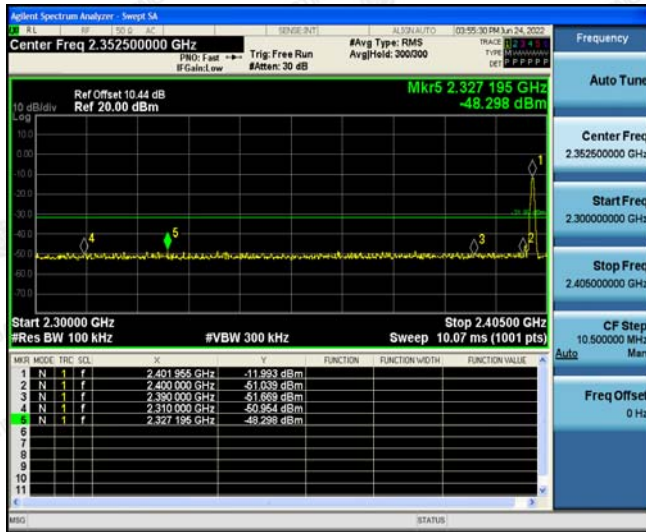 Agilent Spectrum Analyzer - Swept SA
RL RF 50 Ω AC SENSE:INT ALIGN AUTO 03:55:30 PM Jun 24, 2022
Center Freq 2.352500000 GHz
PNO: Fast
IFGain:Low
Trig: Free Run
#Atten: 30 dB
#Avg Type: RMS
Avg|Hold: 300/300
TRACE 1 2 3 4 5 6
TYPE M
DET P P P P P P
Ref Offset 10.44 dB
Ref 20.00 dBm
10 dB/div
Log
Mkr5 2.327 195 GHz
-48.298 dBm
10.0
0.00
-10.0
-20.0
-30.0
-40.0
-50.0
-60.0
-70.0
1
2
3
4
5
Start 2.30000 GHz
Stop 2.40500 GHz
#Res BW 100 kHz
#VBW 300 kHz
Sweep 10.07 ms (1001 pts)
MKR MODE TRC SCL X Y FUNCTION FUNCTION WIDTH FUNCTION VALUE
1 N 1 f 2.401 955 GHz -11.993 dBm
2 N 1 f 2.400 000 GHz -51.039 dBm
3 N 1 f 2.390 000 GHz -51.669 dBm
4 N 1 f 2.310 000 GHz -50.954 dBm
5 N 1 f 2.327 195 GHz -48.298 dBm
6
7
8
9
10
11
MSG
STATUS
Frequency
Auto Tune
Center Freq
2.352500000 GHz
Start Freq
2.300000000 GHz
Stop Freq
2.405000000 GHz
CF Step
10.500000 MHz
Auto Man
Freq Offset
0 Hz